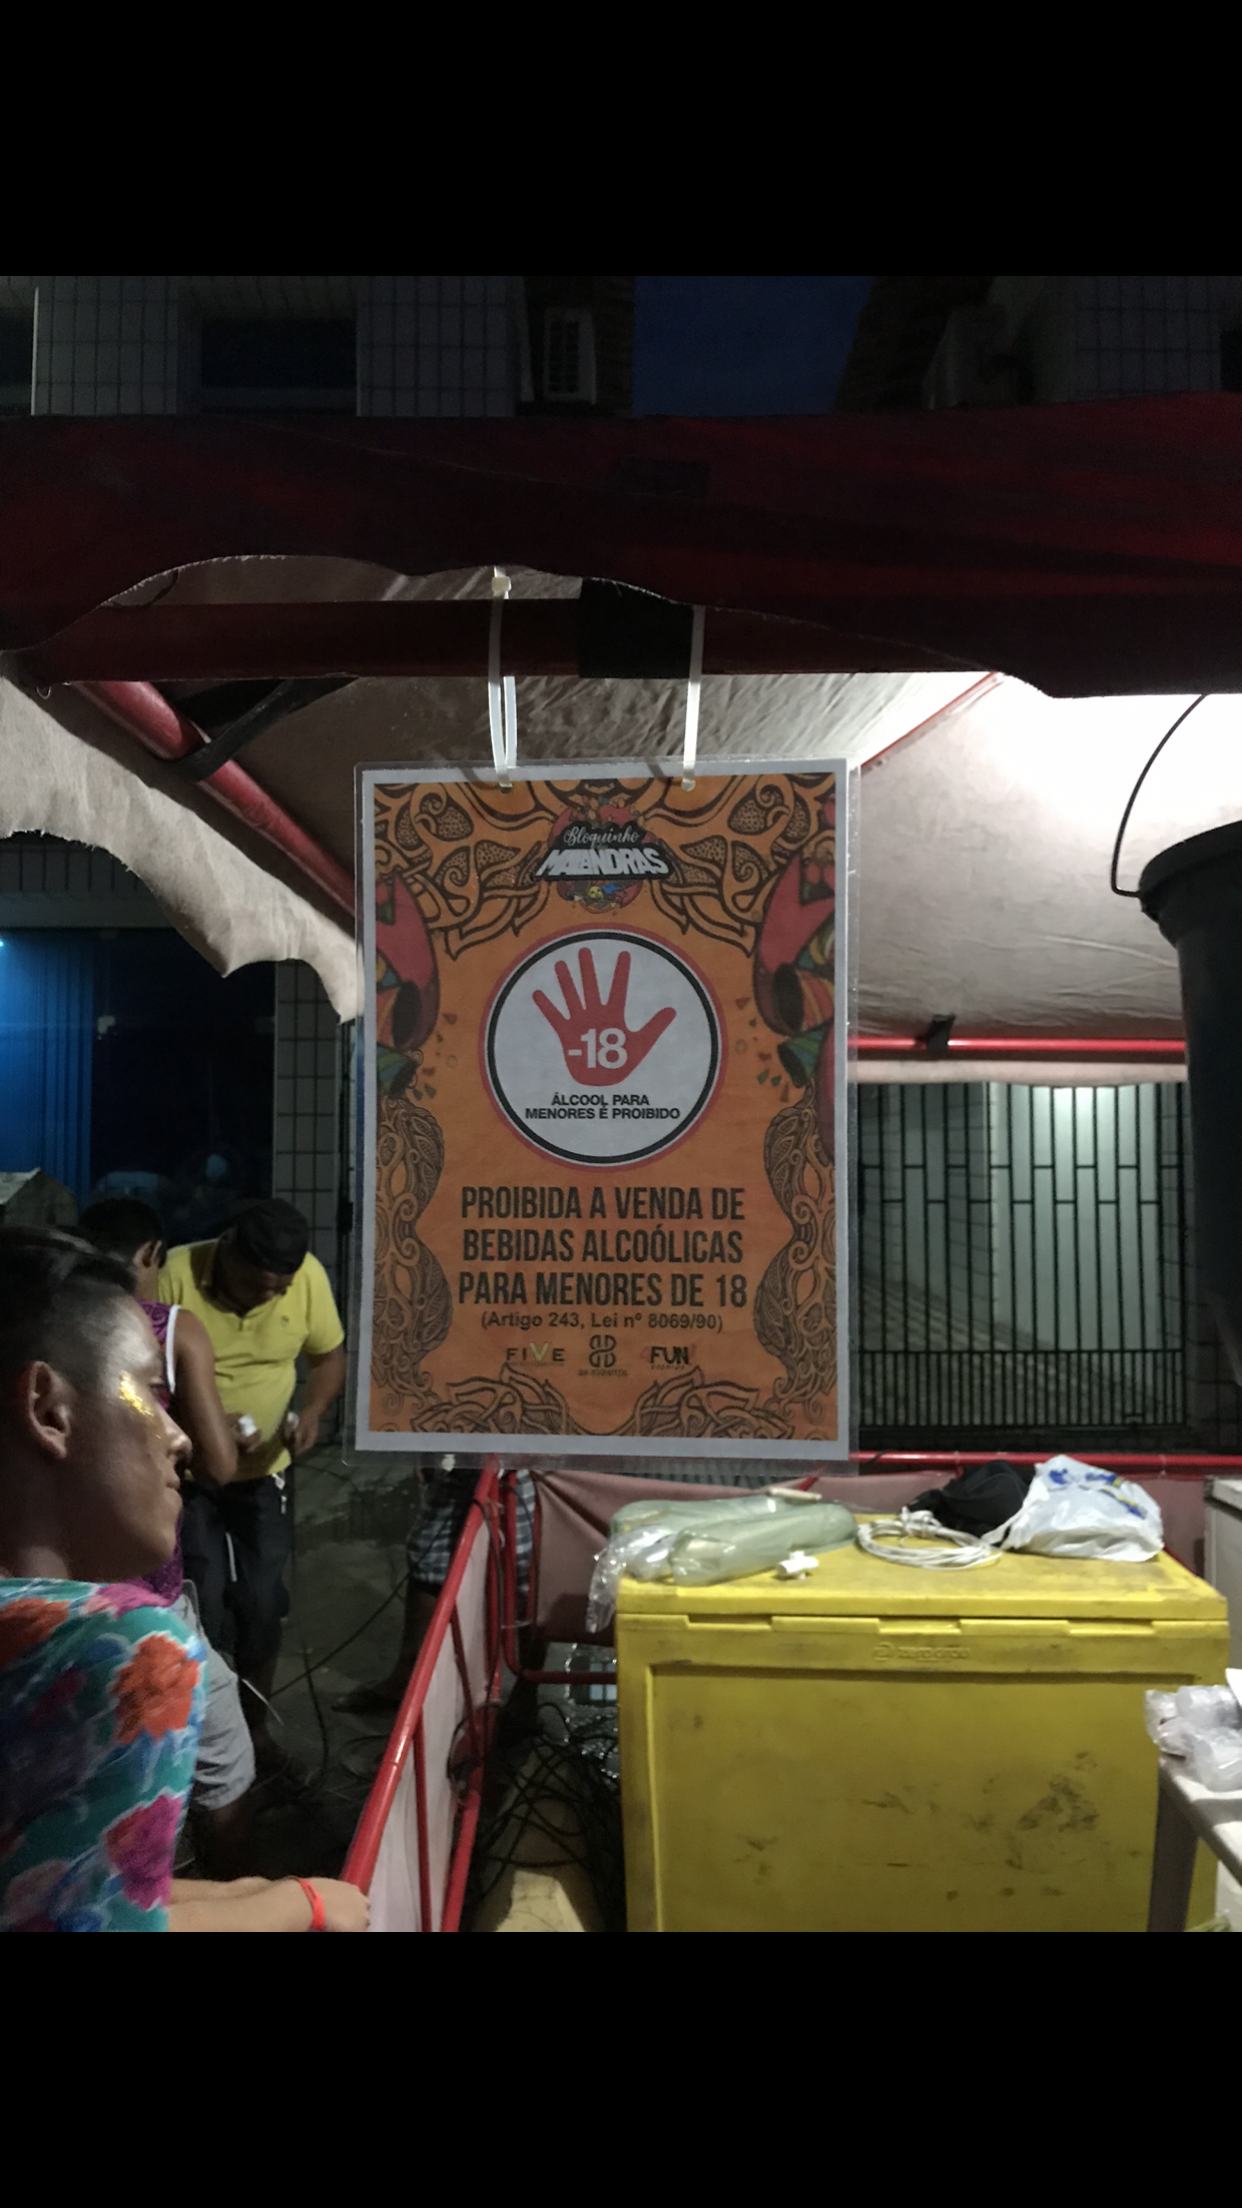 Bloquinho
MALANDRAS
-18
ÁLCOOL PARA
MENORES É PROIBIDO
PROIBIDA A VENDA DE
BEBIDAS ALCOÓLICAS
PARA MENORES DE 18
(Artigo 243, Lei nº 8069/90)
FIVE
FUN